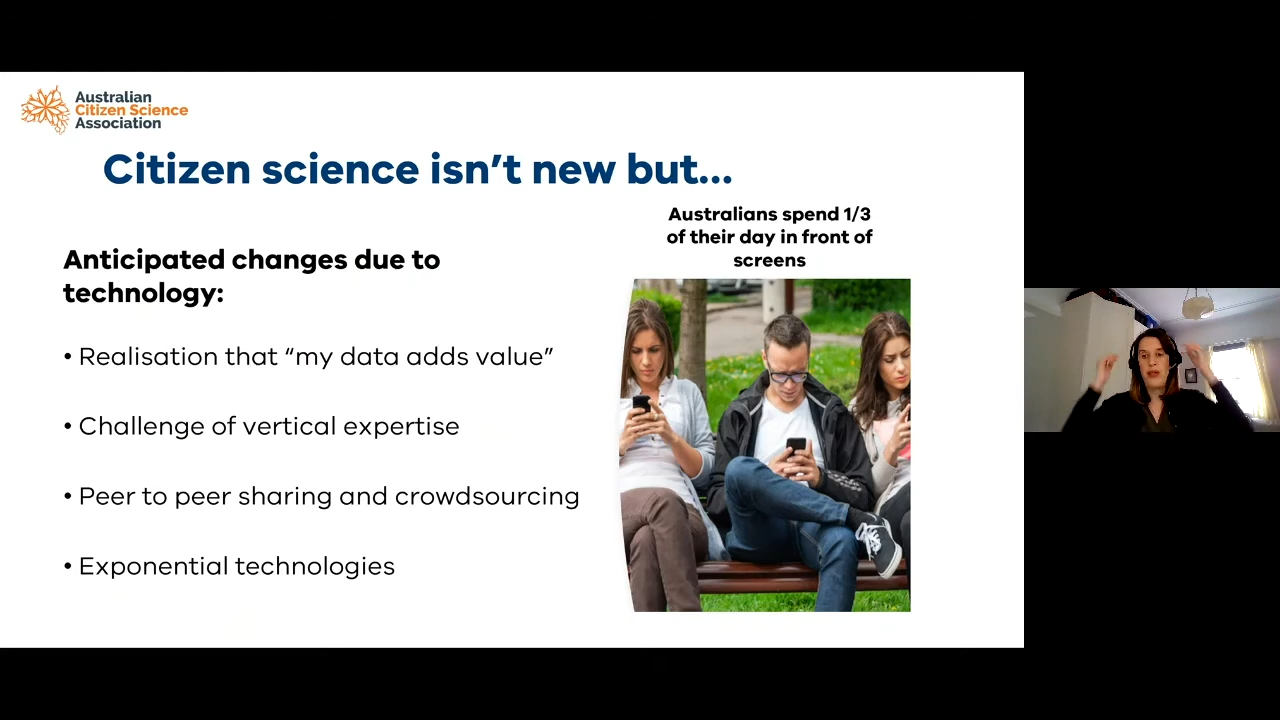 Australian
Citizen Science
Association
Citizen science isn’t new but...
Australians spend 1/3
of their day in front of
screens
Anticipated changes due to
technology:
• Realisation that “my data adds value”
• Challenge of vertical expertise
• Peer to peer sharing and crowdsourcing
• Exponential technologies